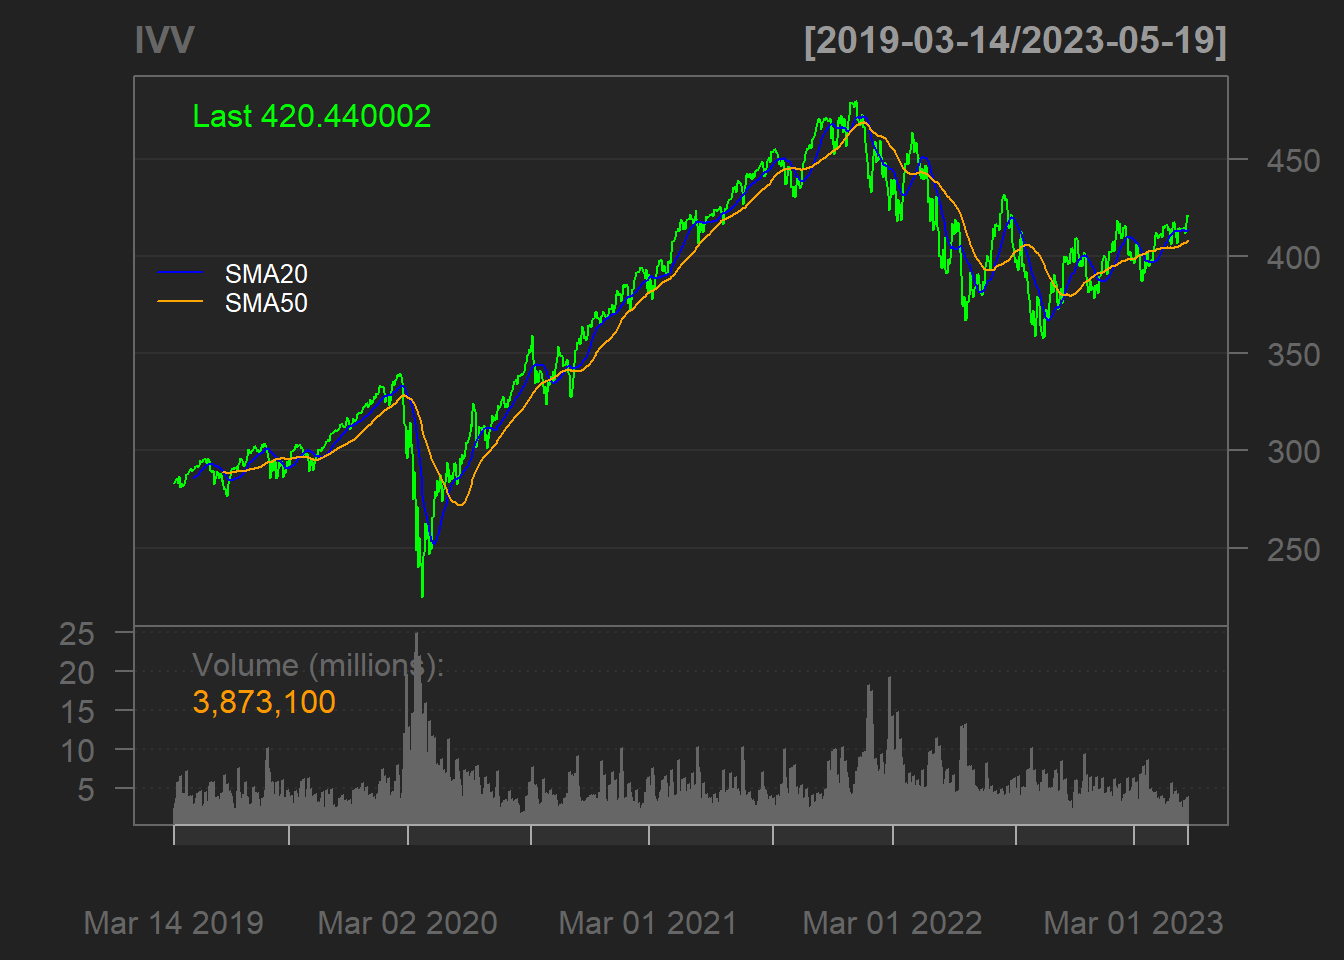 IVV
[2019-03-14/2023-05-19]
Last 420.440002
SMA20
SMA50
450
400
350
300
250
25
20
15
10
5
Volume (millions):
3,873,100
Mar 14 2019
Mar 02 2020
Mar 01 2021
Mar 01 2022
Mar 01 2023